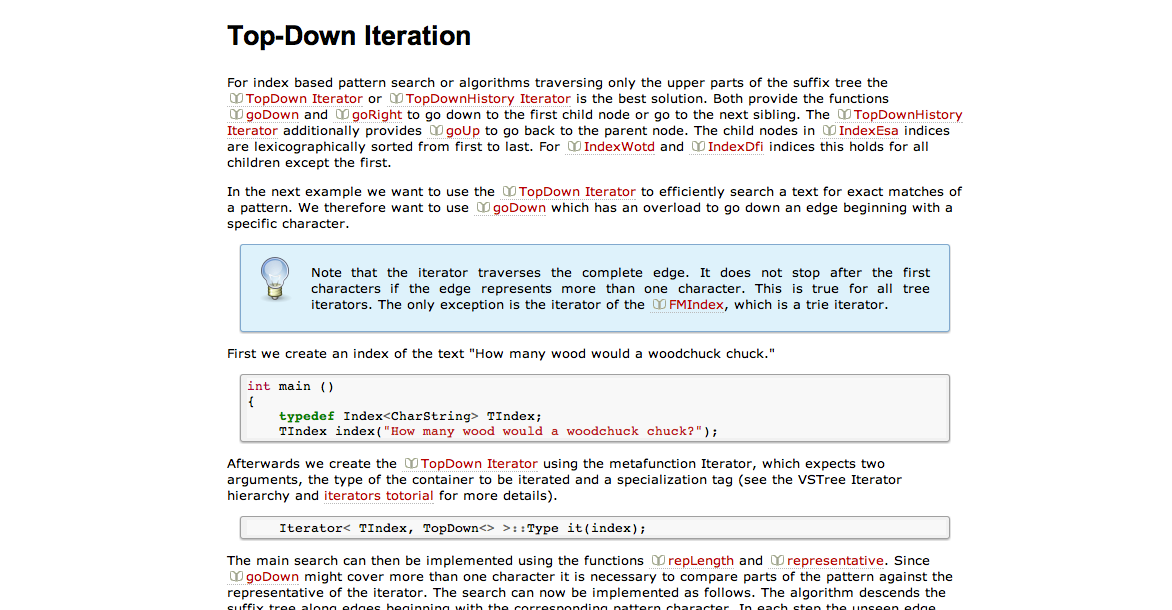 Top-Down Iteration
For index based pattern search or algorithms traversing only the upper parts of the suffix tree the
TopDown Iterator or TopDownHistory Iterator is the best solution. Both provide the functions
goDown and goRight to go down to the first child node or go to the next sibling. The TopDownHistory
Iterator additionally provides goUp to go back to the parent node. The child nodes in IndexEsa indices
are lexicographically sorted from first to last. For IndexWotd and IndexDfi indices this holds for all
children except the first.
In the next example we want to use the TopDown Iterator to efficiently search a text for exact matches of
a pattern. We therefore want to use goDown which has an overload to go down an edge beginning with a
specific character.
Note that the iterator traverses the complete edge. It does not stop after the first
characters if the edge represents more than one character. This is true for all tree
iterators. The only exception is the iterator of the FMIndex, which is a trie iterator.
First we create an index of the text "How many wood would a woodchuck chuck."
int main ()
{
    typedef Index<CharString> TIndex;
    TIndex index("How many wood would a woodchuck chuck?");
Afterwards we create the TopDown Iterator using the metafunction Iterator, which expects two
arguments, the type of the container to be iterated and a specialization tag (see the VSTree Iterator
hierarchy and iterators totorial for more details).
    Iterator< TIndex, TopDown<> >::Type it(index);
The main search can then be implemented using the functions repLength and representative. Since
goDown might cover more than one character it is necessary to compare parts of the pattern against the
representative of the iterator. The search can now be implemented as follows. The algorithm descends the
suffix tree along edges beginning with the corresponding pattern character. In each step the unseen edge